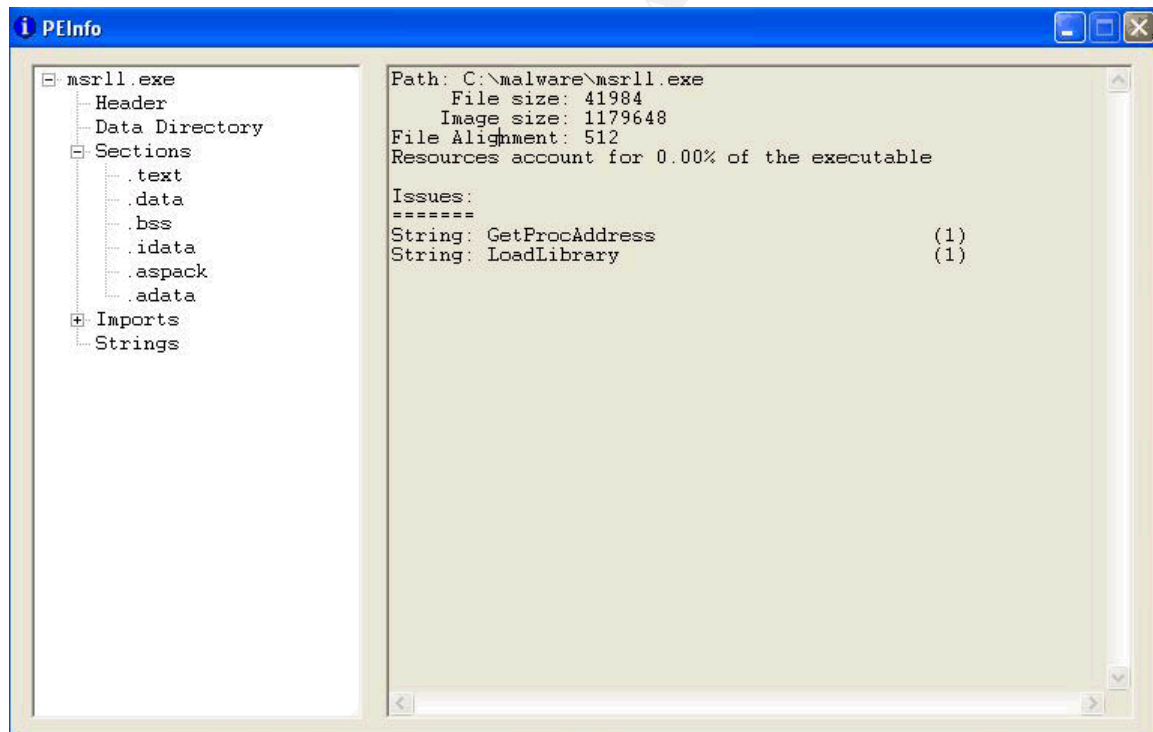 PEInfo
msrll.exe
Header
Data Directory
Sections
.text
.data
.bss
.idata
.aspack
.adata
Imports
Strings
Path: C:\malware\msrll.exe
File size: 41984
Image size: 1179648
File Alignment: 512
Resources account for 0.00% of the executable
Issues:
=======
String: GetProcAddress (1)
String: LoadLibrary (1)